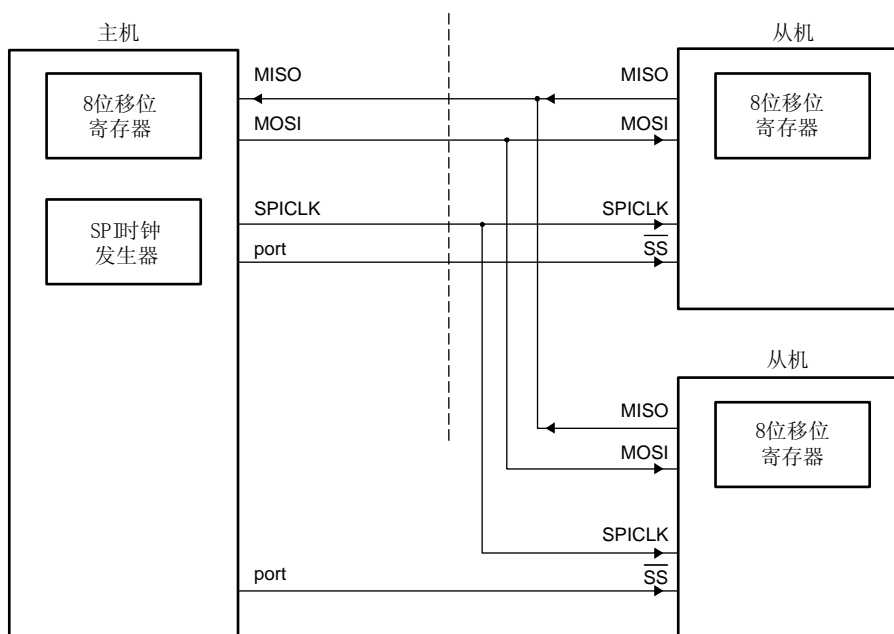 主机
从机
MISO
MISO
8位移位
寄存器
8位移位
寄存器
MOSI
MOSI
SPICLK
SPICLK
SPI时钟
发生器
port
SS
从机
MISO
8位移位
寄存器
MOSI
SPICLK
port
SS